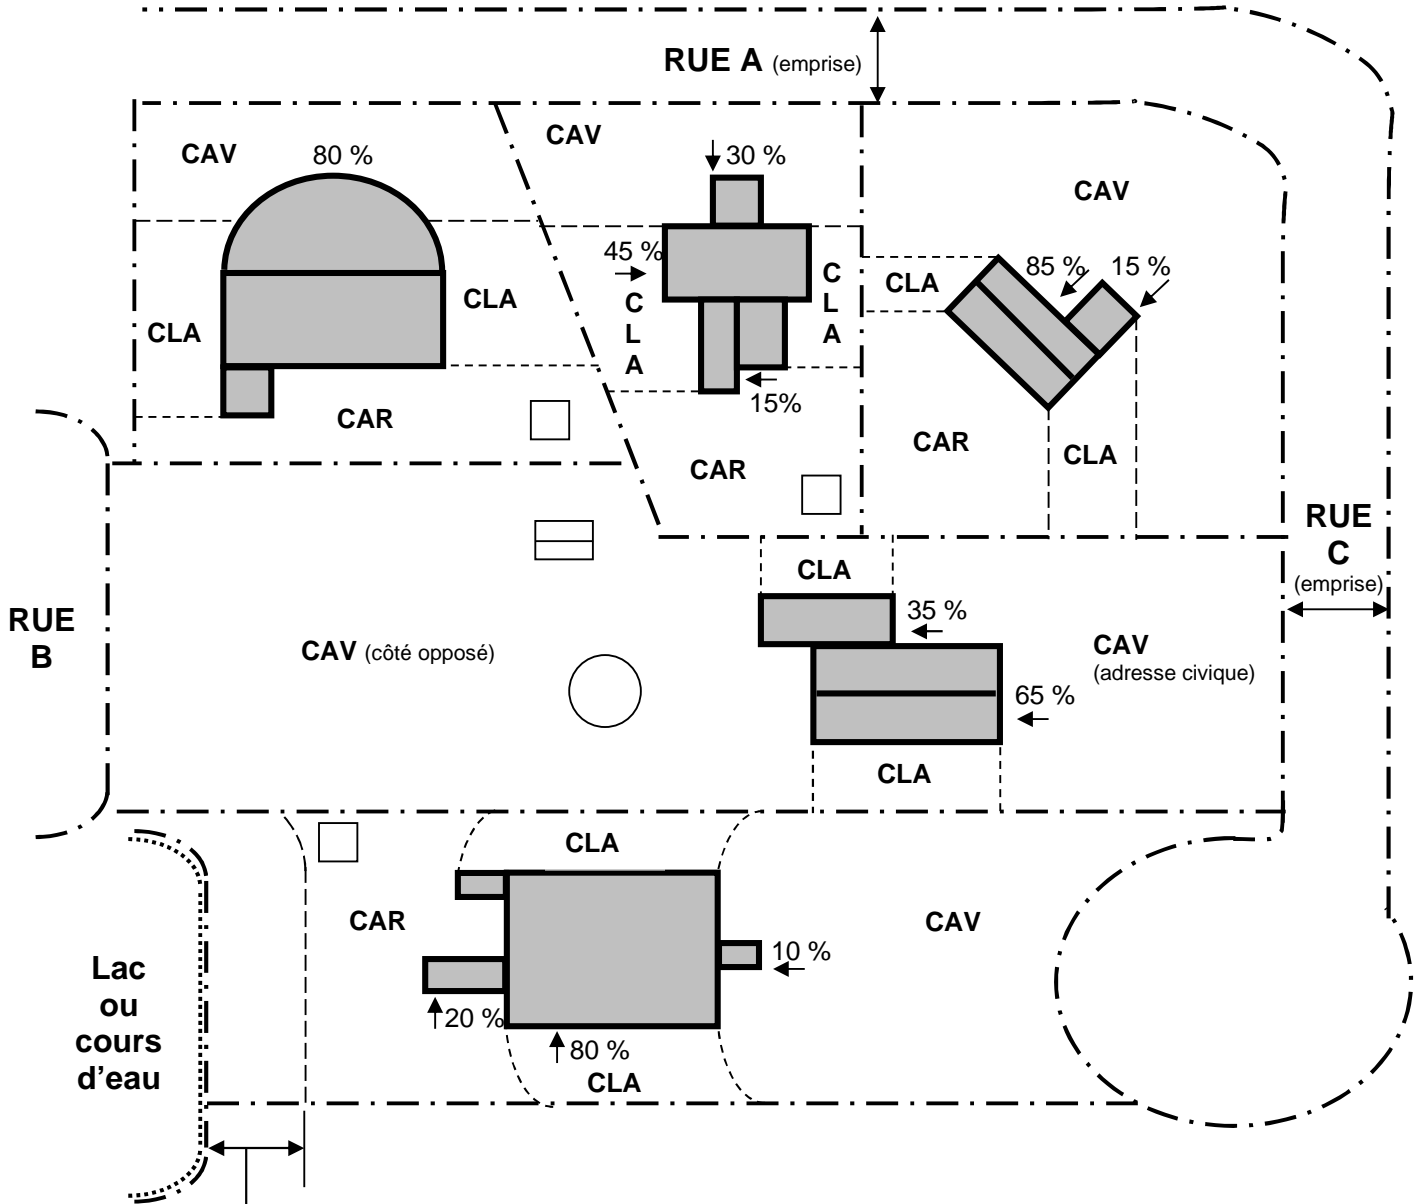 RUE A (emprise)
CAV
80 %
CAV
30 %
CAV
45 %
CLA
CLA
C
L
A
C
L
A
CLA
85 %
15 %
15%
CAR
CAR
CAR
CLA
RUE
C
(emprise)
CLA
35 %
RUE
B
CAV (côté opposé)
CAV
(adresse civique)
65 %
CLA
CLA
CAR
CAV
10 %
20 %
80 %
CLA
Lac
ou
cours
d'eau